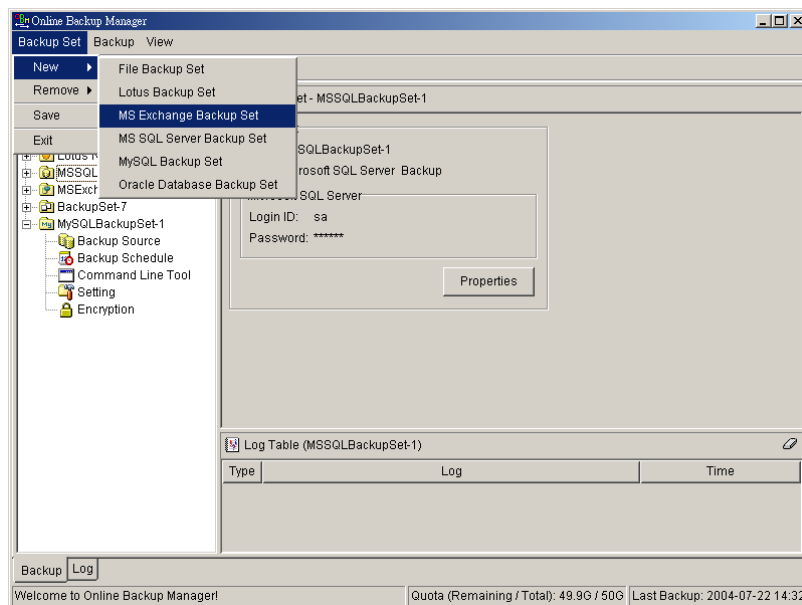 Online Backup Manager
Backup Set Backup View
New
Remove
Save
Exit
File Backup Set
Lotus Backup Set
MS Exchange Backup Set
MS SQL Server Backup Set
MySQL Backup Set
Oracle Database Backup Set
Lotus
MSSQL
MSExch
BackupSet-7
MySQLBackupSet-1
Backup Source
Backup Schedule
Command Line Tool
Setting
Encryption
et - MSSQLBackupSet-1
SQLBackupSet-1
rosoft SQL Server Backup
Microsoft SQL Server
Login ID: sa
Password: ******
Properties
Log Table (MSSQLBackupSet-1)
Type Log Time
Backup Log
Welcome to Online Backup Manager!
Quota (Remaining / Total): 49.9G / 50G
Last Backup: 2004-07-22 14:32